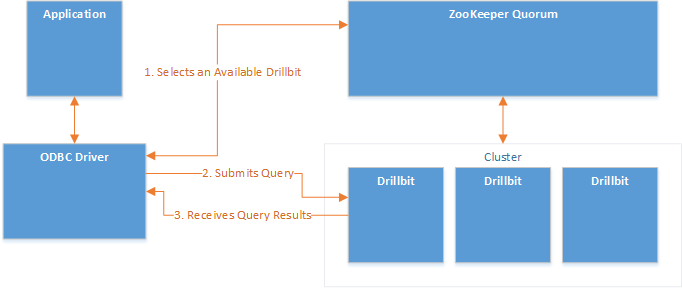 Application
ZooKeeper Quorum
1. Selects an Available Drillbit
ODBC Driver
Cluster
2. Submits Query
Drillbit
Drillbit
Drillbit
3. Receives Query Results